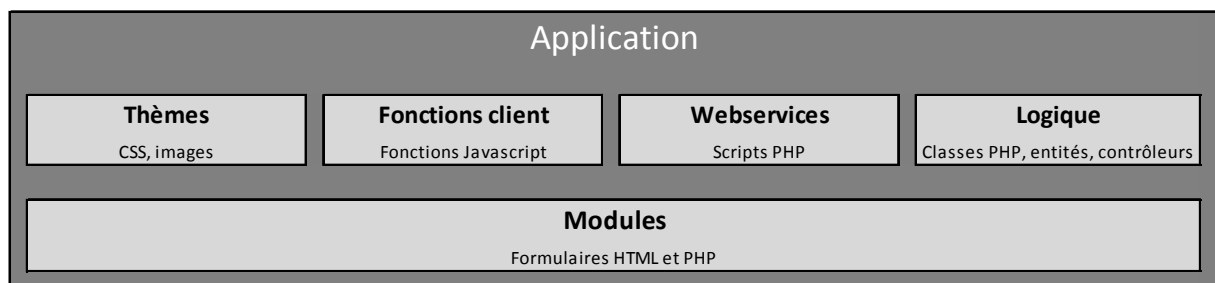 Application
Thèmes
CSS, images
Fonctions client
Fonctions Javascript
Webservices
Scripts PHP
Logique
Classes PHP, entités, contrôleurs
Modules
Formulaires HTML et PHP